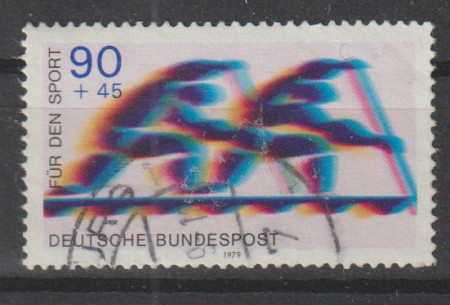 90
+ 45
FÜR DEN SPORT
DEUTSCHE BUNDESPOST
1979